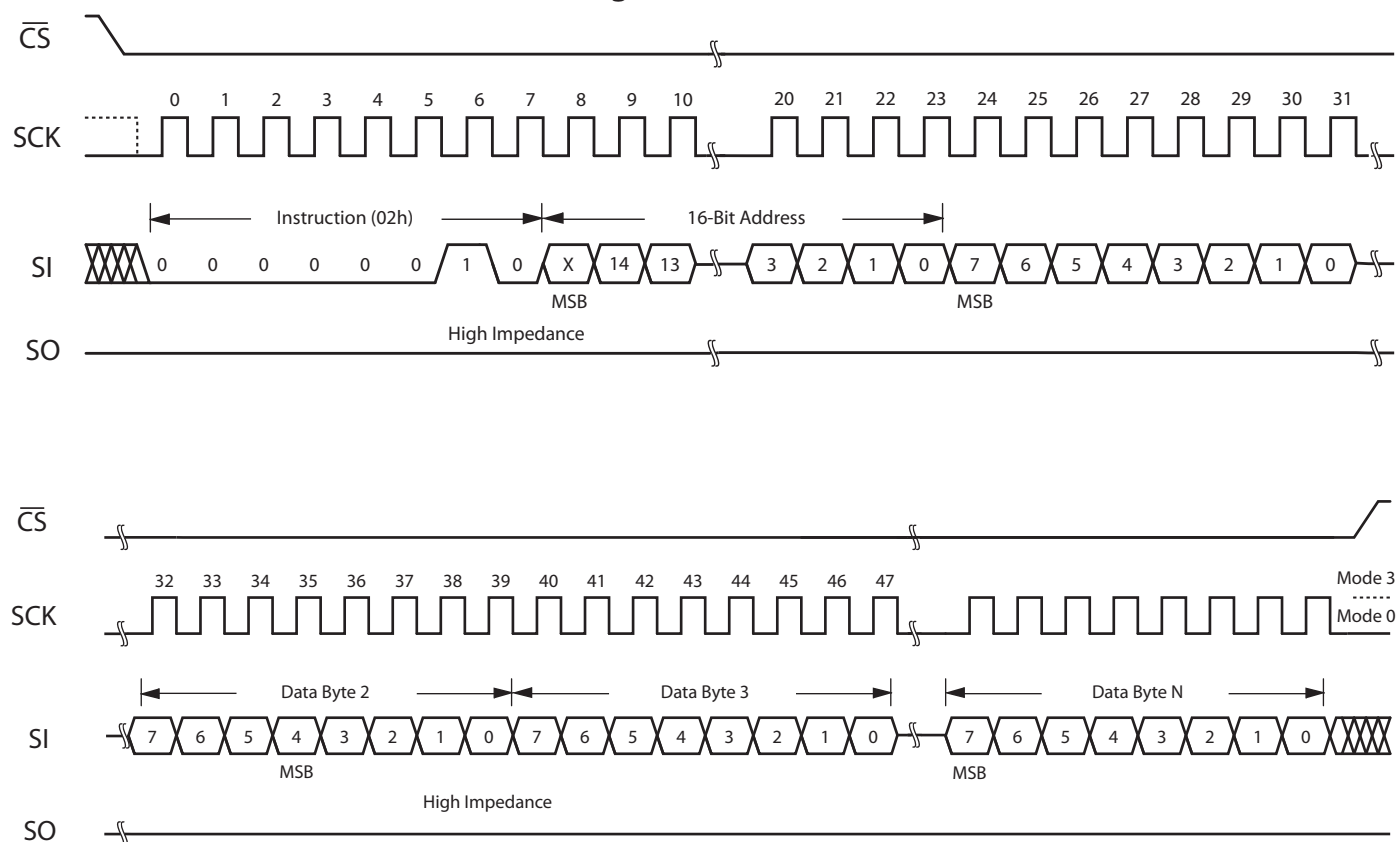 CS
0 1 2 3 4 5 6 7 8 9 10 20 21 22 23 24 25 26 27 28 29 30 31
SCK
Instruction (02h) 16-Bit Address
SI 0 0 0 0 0 0 1 0 X 14 13 3 2 1 0 7 6 5 4 3 2 1 0
MSB MSB
High Impedance
SO
CS
32 33 34 35 36 37 38 39 40 41 42 43 44 45 46 47 Mode 3
SCK Mode 0
Data Byte 2 Data Byte 3 Data Byte N
SI 7 6 5 4 3 2 1 0 7 6 5 4 3 2 1 0 7 6 5 4 3 2 1 0
MSB MSB
High Impedance
SO